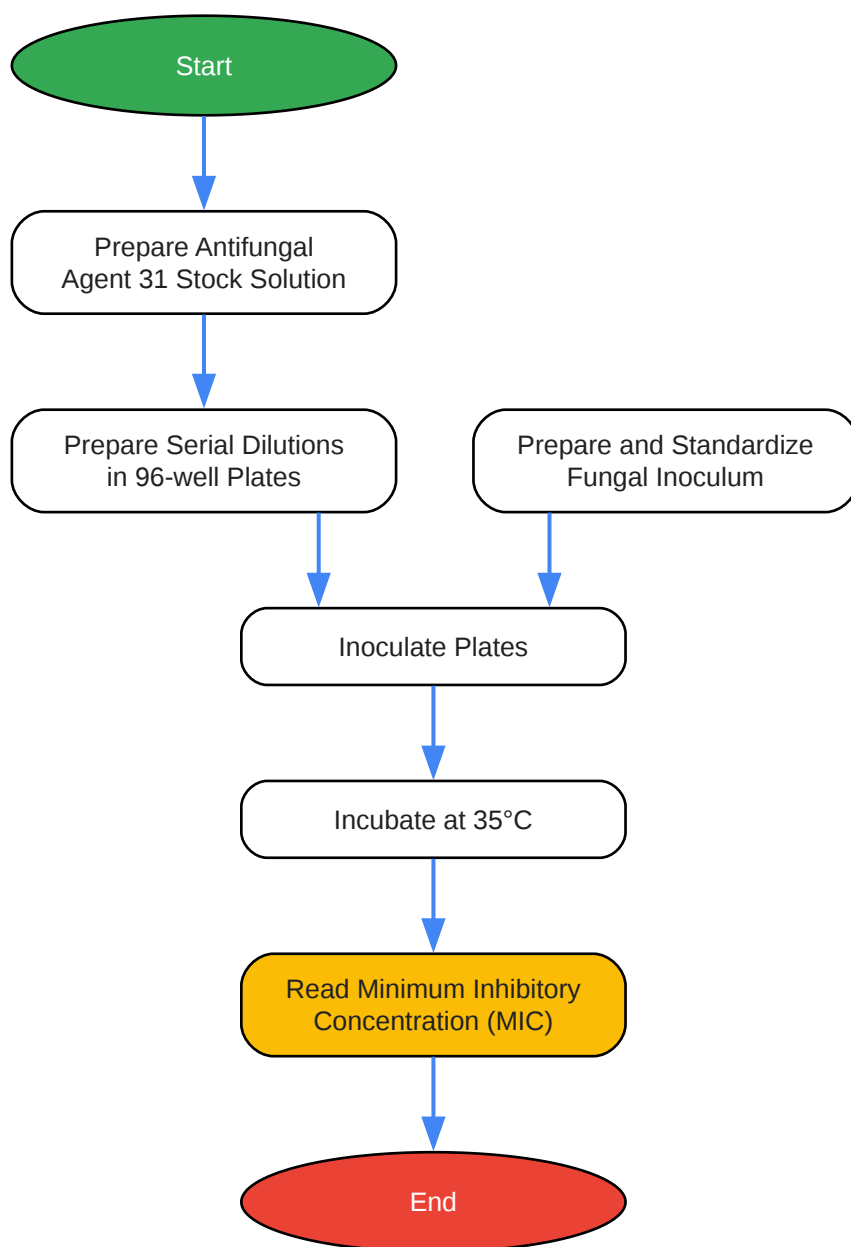 Start
Prepare Antifungal
Agent 31 Stock Solution
Prepare Serial Dilutions
in 96-well Plates
Prepare and Standardize
Fungal Inoculum
Inoculate Plates
Incubate at 35°C
Read Minimum Inhibitory
Concentration (MIC)
End